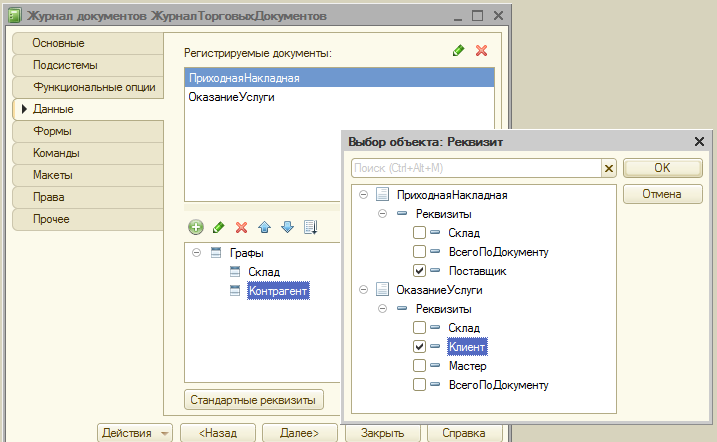 Журнал документов ЖурналТорговыхДокументов
Основные
Подсистемы
Функциональные опции
Данные
Формы
Команды
Макеты
Права
Прочее
Регистрируемые документы:
ПриходнаяНакладная
ОказаниеУслуги
Графы
Склад
Контрагент
Стандартные реквизиты
Действия
<Назад
Далее>
Закрыть
Справка
Выбор объекта: Реквизит
Поиск (Ctrl+Alt+M)
OK
Отмена
ПриходнаяНакладная
Реквизиты
Склад
ВсегоПоДокументу
Поставщик
ОказаниеУслуги
Реквизиты
Склад
Клиент
Мастер
ВсегоПоДокументу